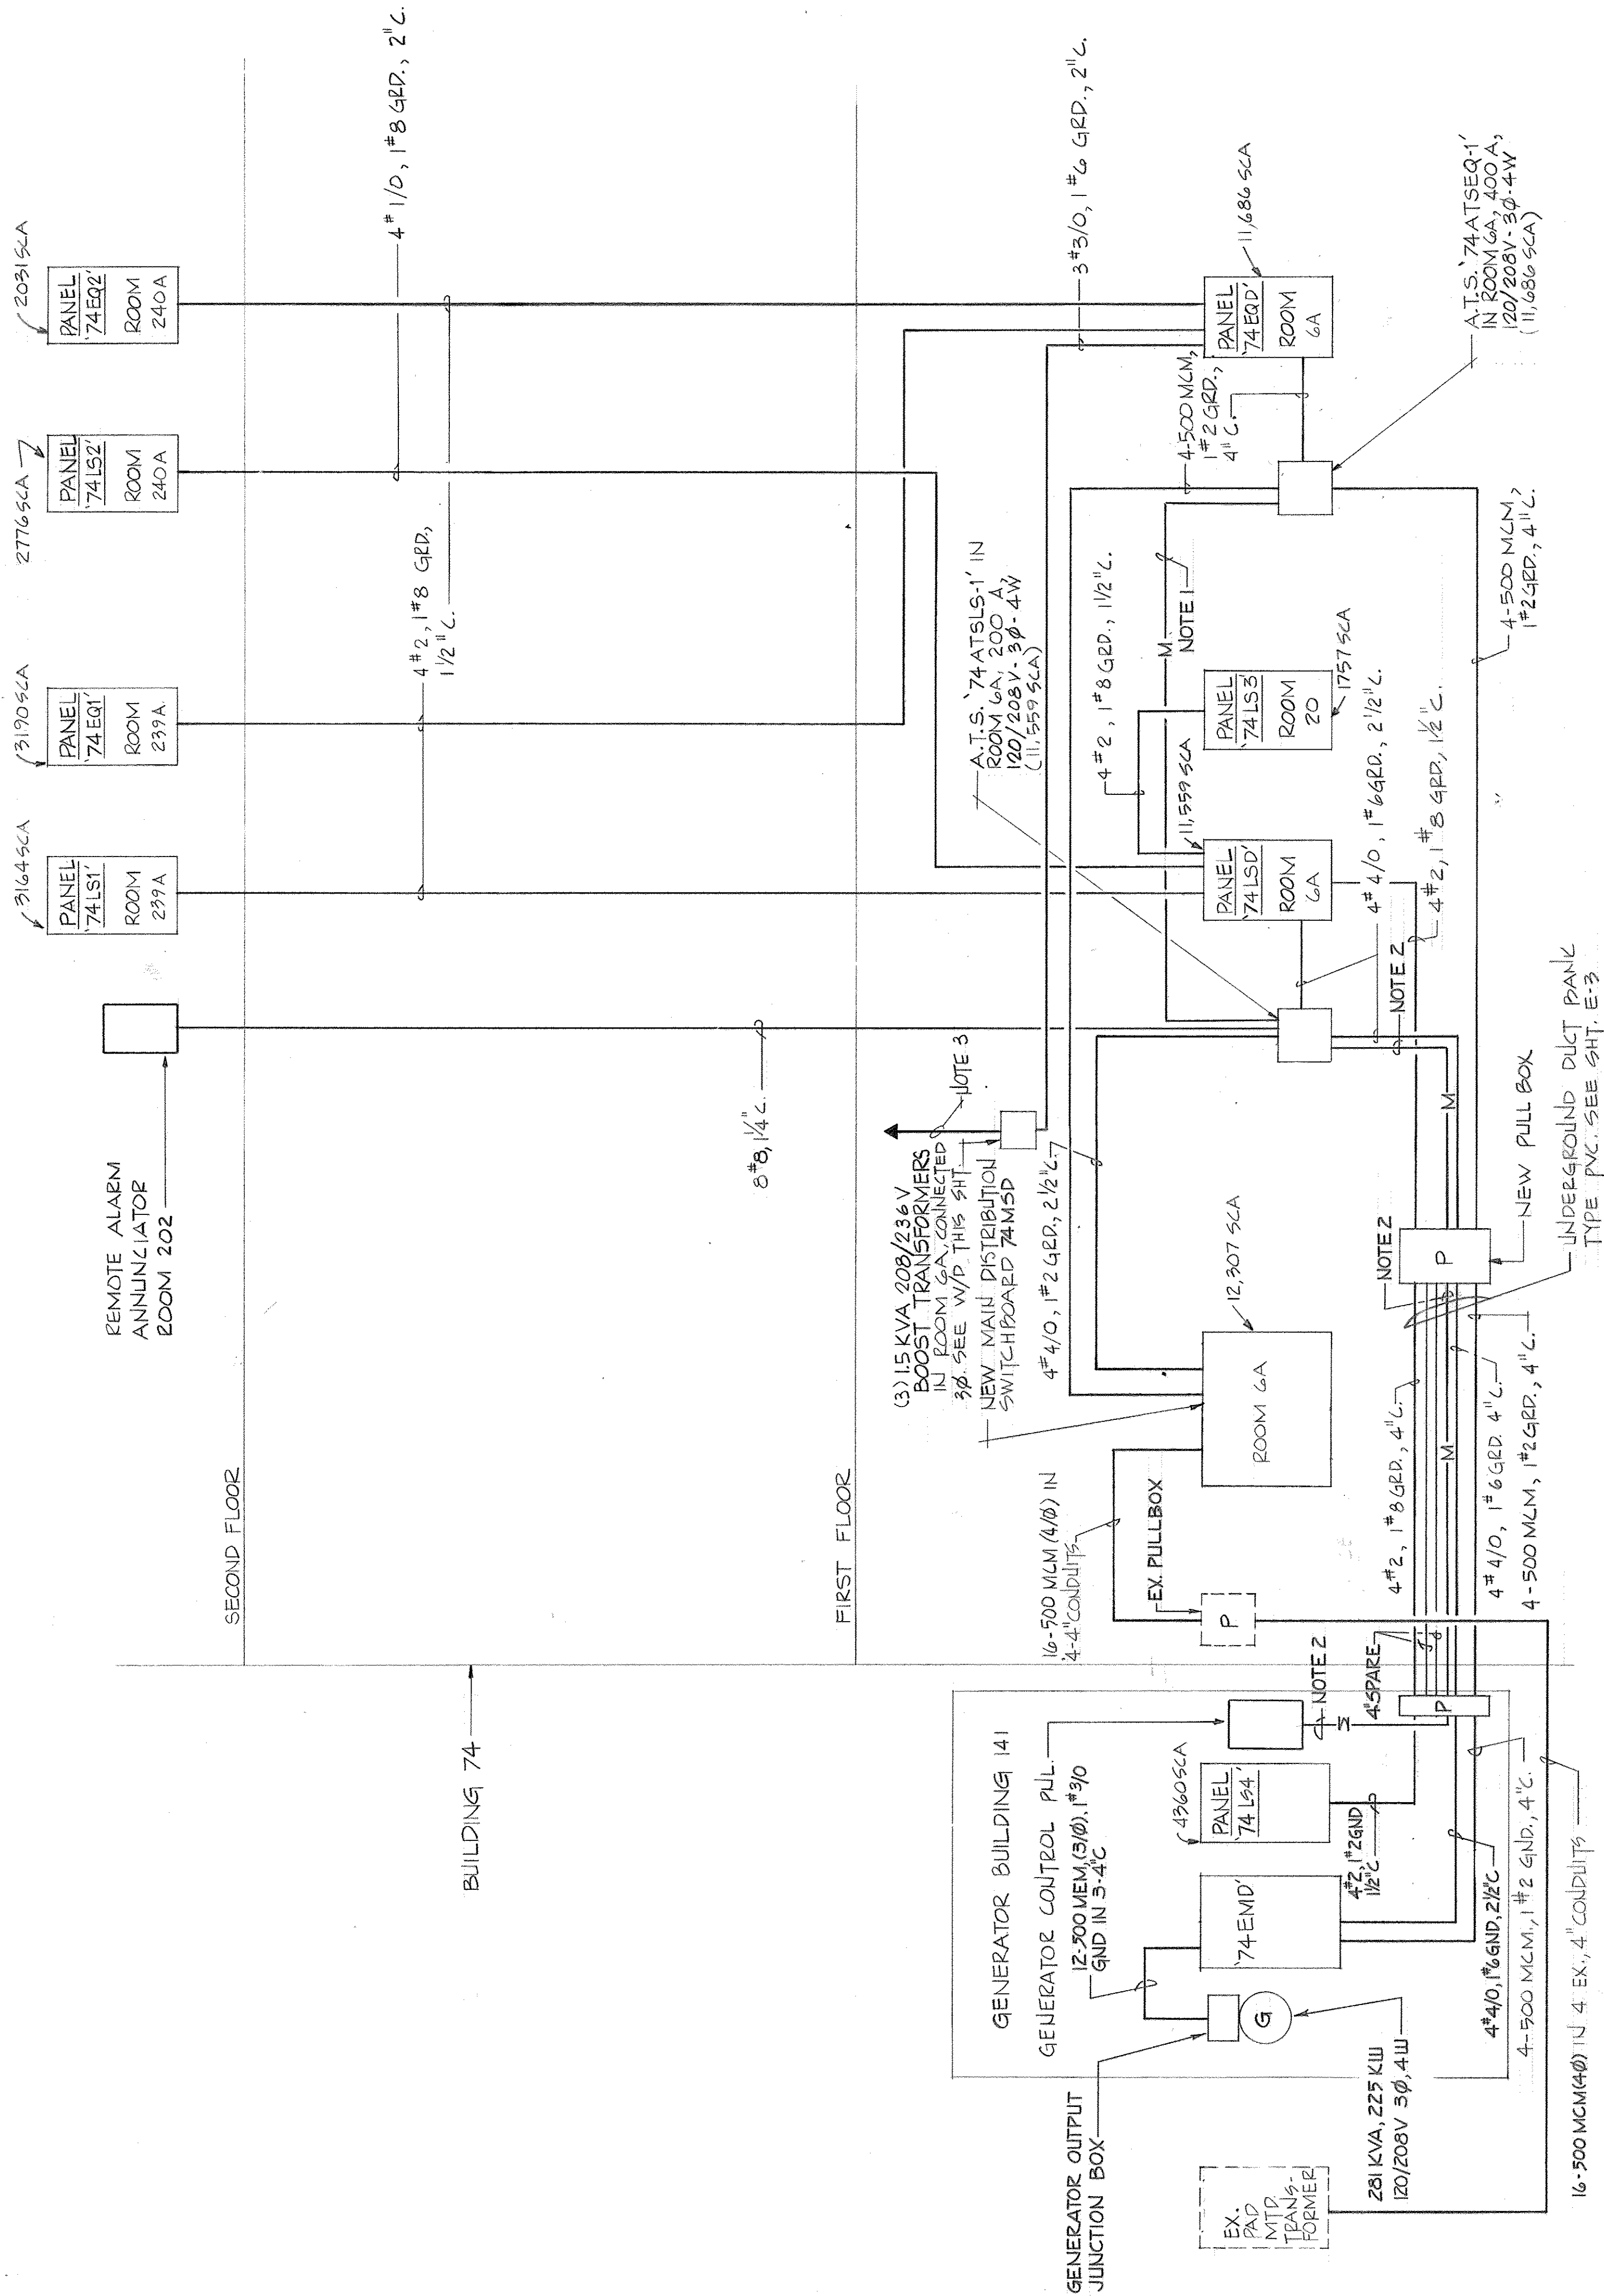 2031 SCA
PANEL
'74EQ2'
ROOM
240A
2776 SCA
PANEL
'74LS2'
ROOM
240A
3190 SCA
PANEL
'74EQ1'
ROOM
239A
3164 SCA
PANEL
'74LS1'
ROOM
239A
REMOTE ALARM
ANNUNCIATOR
ROOM 202
4#1/0, 1#8 GRD., 2"C.
4#2, 1#8 GRD,
1 1/2"C.
8#8, 1 1/4"C.
SECOND FLOOR
BUILDING 74
FIRST FLOOR
3#3/0, 1#6 GRD., 2"C.
11,686 SCA
PANEL
'74EQD'
ROOM
6A
4-500 MCM,
1#2 GRD.,
4"C.
A.T.S. '74ATSEQ-1'
IN ROOM 6A, 400 A,
120/208V-3Ø-4W
(11,686 SCA)
4-500 MCM,
1#2 GRD., 4"C.
A.T.S. '74ATSLS-1' IN
ROOM 6A, 200 A,
120/208V-3Ø-4W
(11,559 SCA)
4#2, 1#8 GRD., 1 1/2"C.
M
NOTE 1
PANEL
'74LS3'
ROOM
20
1757 SCA
11,559 SCA
PANEL
'74LSD'
ROOM
6A
4#4/0, 1#6 GRD., 2 1/2"C.
4#2, 1#8 GRD., 1 1/2"C.
NOTE 2
M
NOTE 3
(3) 1.5 KVA 208/236V
BOOST TRANSFORMERS
IN ROOM 6A, CONNECTED
3Ø. SEE W/D THIS SHT.
NEW MAIN DISTRIBUTION
SWITCHBOARD 74MSD
4#4/0, 1#2 GRD., 2 1/2"C.
12,307 SCA
ROOM 6A
NOTE 2
P
NEW PULL BOX
UNDERGROUND DUCT BANK
TYPE PVC. SEE SHT. E-3
16-500 MCM (4/Ø) IN
4-4" CONDUITS
EX. PULLBOX
P
4#2, 1#8 GRD., 4"C.
M
4#4/0, 1#6 GRD. 4"C.
4-500 MCM, 1#2 GRD., 4"C.
4" SPARE
GENERATOR BUILDING 141
GENERATOR CONTROL PNL.
NOTE 2
M
P
12-500 MEM, (3/Ø), 1#3/0
GND IN 3-4"C
4360 SCA
PANEL
'74LS4'
4#2, 1#2 GND
1 1/2"C
'74EMD'
G
GENERATOR OUTPUT
JUNCTION BOX
281 KVA, 225 KW
120/208V 3Ø, 4W
4#4/0, 1#6 GND, 2 1/2"C
4-500 MCM., 1#2 GND., 4"C.
16-500 MCM (4Ø) IN 4 EX., 4" CONDUITS
EX.
PAD
MTD.
TRANS-
FORMER